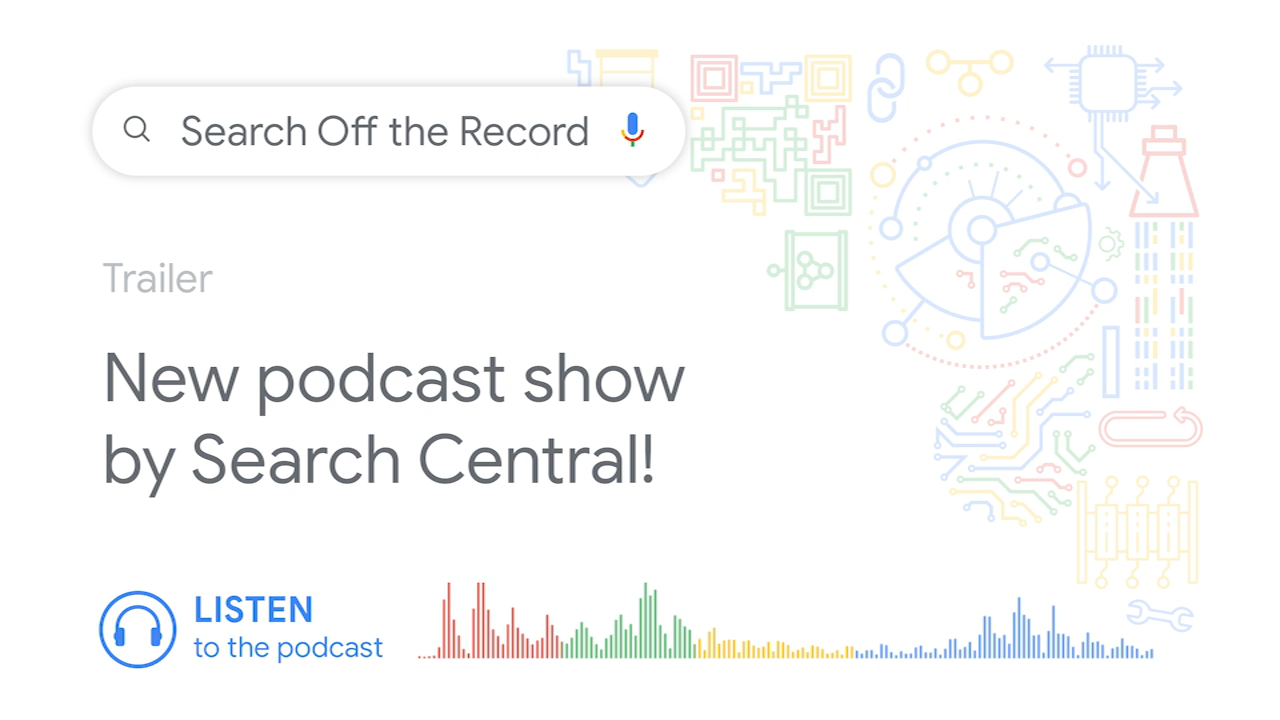 Search Off the Record
Trailer
New podcast show
by Search Central!
LISTEN
to the podcast